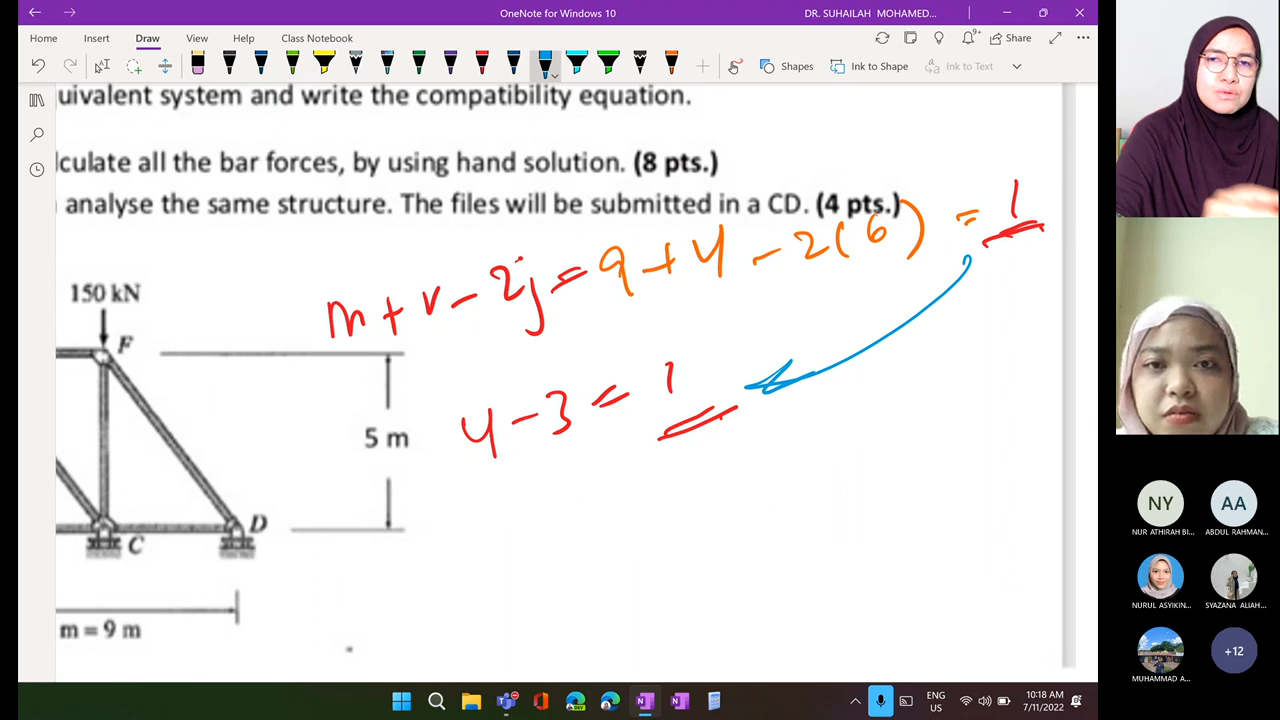 OneNote for Windows 10
DR. SUHAILAH MOHAMED...
Home Insert Draw View Help Class Notebook
9+ Share
Shapes Ink to Shape Ink to Text
uivalent system and write the compatibility equation.
lculate all the bar forces, by using hand solution. (8 pts.)
analyse the same structure. The files will be submitted in a CD. (4 pts.)
m + r - 2j = 9 + 4 - 2(6) = 1
4 - 3 = 1
150 kN
F
5 m
C
D
m = 9 m
NY
NUR ATHIRAH BI...
AA
ABDUL RAHMAN...
NURUL ASYIKIN...
SYAZANA ALIAH...
MUHAMMAD A...
+12
ENG
US
10:18 AM
7/11/2022